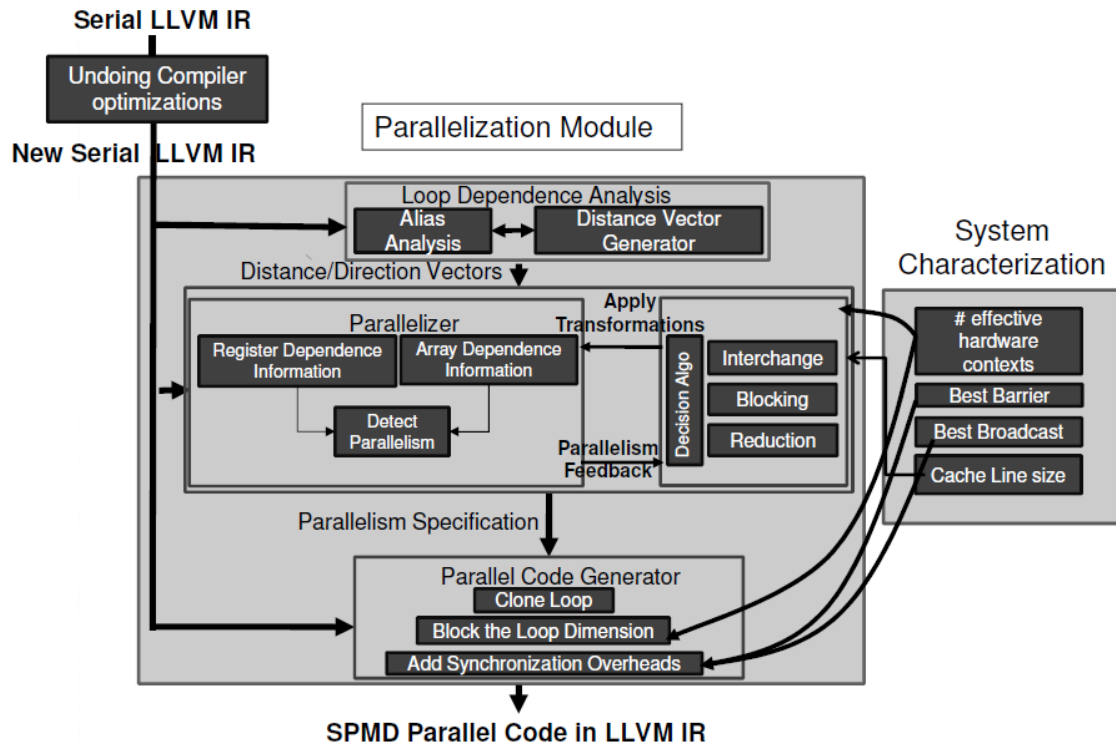 Serial LLVM IR
Undoing Compiler
optimizations
New Serial LLVM IR
Parallelization Module
Loop Dependence Analysis
Alias
Analysis
Distance Vector
Generator
Distance/Direction Vectors
Parallelizer
Register Dependence
Information
Array Dependence
Information
Detect
Parallelism
Apply
Transformations
Parallelism
Feedback
Decision Algo
Interchange
Blocking
Reduction
System
Characterization
# effective
hardware
contexts
Best Barrier
Best Broadcast
Cache Line size
Parallelism Specification
Parallel Code Generator
Clone Loop
Block the Loop Dimension
Add Synchronization Overheads
SPMD Parallel Code in LLVM IR